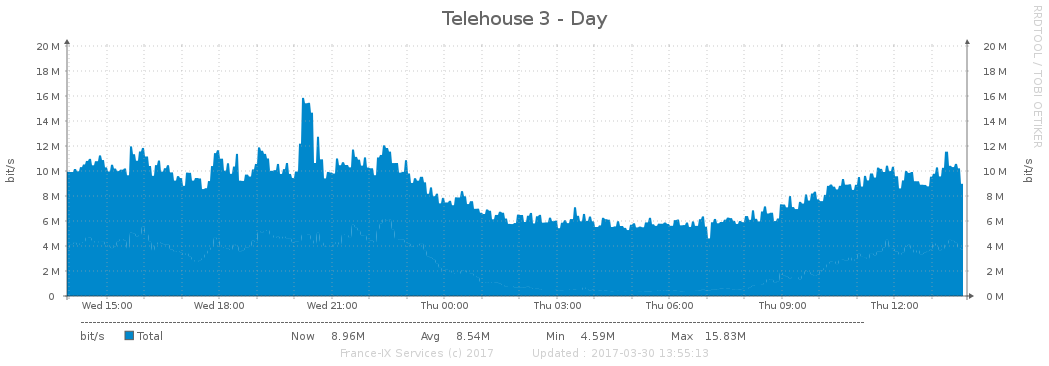 Telehouse 3 - Day
RRDTOOL / TOBI OETIKER
bit/s
bit/s
20 M 20 M
18 M 18 M
16 M 16 M
14 M 14 M
12 M 12 M
10 M 10 M
8 M 8 M
6 M 6 M
4 M 4 M
2 M 2 M
0 0 M
Wed 15:00 Wed 18:00 Wed 21:00 Thu 00:00 Thu 03:00 Thu 06:00 Thu 09:00 Thu 12:00
bit/s Total Now 8.96M Avg 8.54M Min 4.59M Max 15.83M
France-IX Services (c) 2017 Updated : 2017-03-30 13:55:13